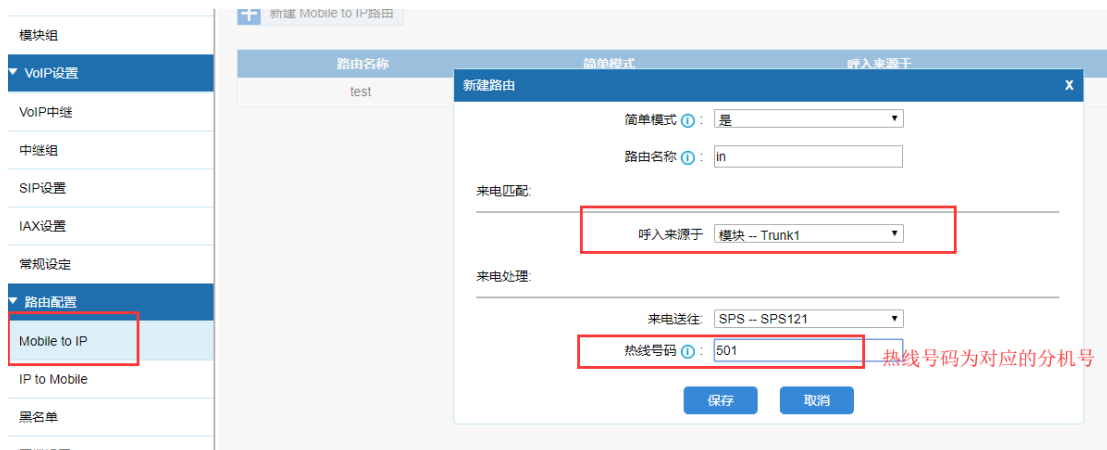 新建 Mobile to IP路由
模块组
VoIP设置
VoIP中继
中继组
SIP设置
IAX设置
常规设定
路由配置
Mobile to IP
IP to Mobile
黑名单
路由名称 简单模式 呼入来源于
test
新建路由 x
简单模式 i : 是
路由名称 i : in
来电匹配:
呼入来源于 模块 -- Trunk1
来电处理:
来电送往: SPS -- SPS121
热线号码 i : 501
热线号码为对应的分机号
保存 取消